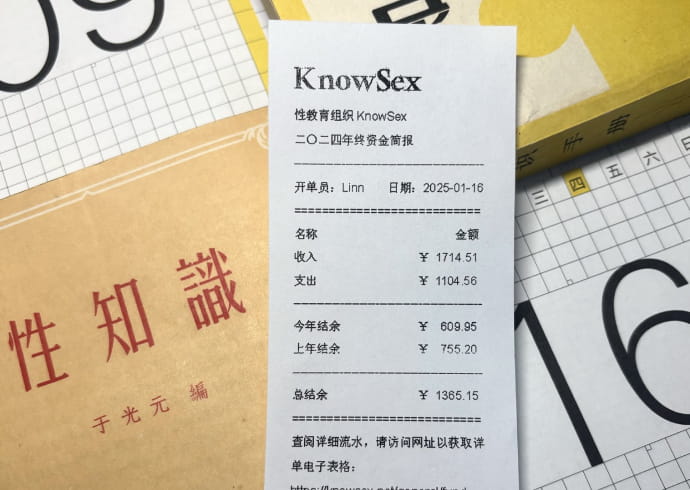 09
KnowSex
性教育组织 KnowSex
二〇二四年终资金简报
开单员：Linn 日期：2025-01-16
名称 金额
收入 ￥ 1714.51
支出 ￥ 1104.56
今年结余 ￥ 609.95
上年结余 ￥ 755.20
总结余 ￥ 1365.15
查阅详细流水，请访问网址以获取详
单电子表格：
性知識
于光元 编
三 四 五 六 日
16